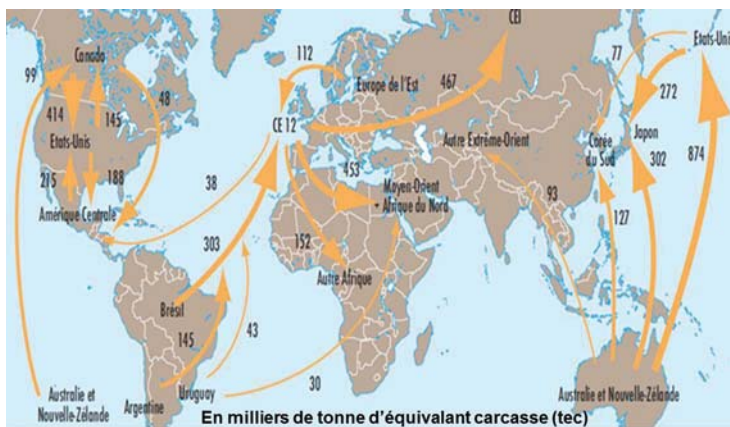 CEI
Etats-Uni
Canada
99
112
77
48
Europe de l'Est
467
414
145
272
Etats-Unis
CE 12
Autre Extrême-Orient
Corée
du Sud
Japon
302
874
215
188
38
453
Moyen-Orient
+ Afrique du Nord
93
Amérique Centrale
127
303
152
Autre Afrique
Brésil
145
43
30
Australie et
Nouvelle-Zélande
Argentine
Uruguay
Australie et Nouvelle-Zélande
En milliers de tonne d'équivalant carcasse (tec)